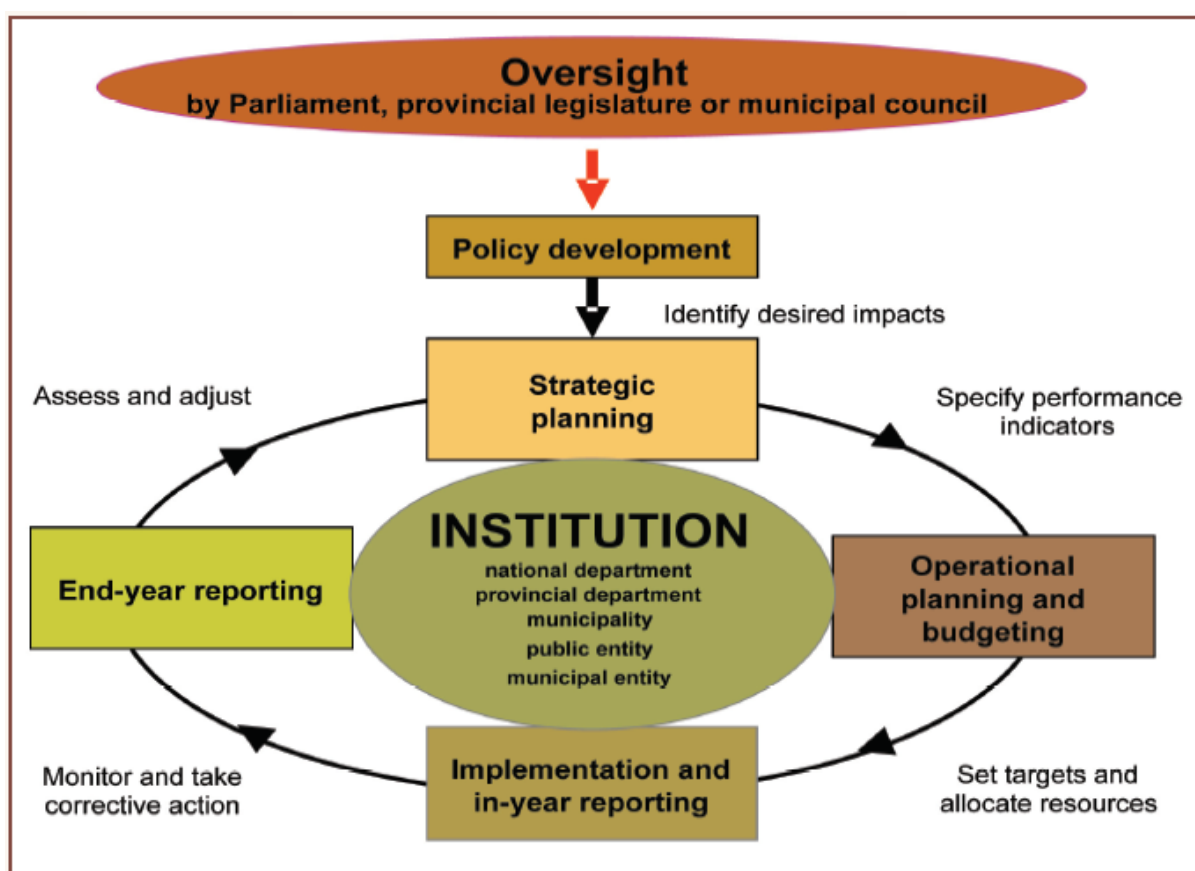 Oversight
by Parliament, provincial legislature or municipal council
Policy development
Identify desired impacts
Strategic
planning
Assess and adjust
Specify performance
indicators
INSTITUTION
national department
provincial department
municipality
public entity
municipal entity
End-year reporting
Operational
planning and
budgeting
Implementation and
in-year reporting
Monitor and take
corrective action
Set targets and
allocate resources